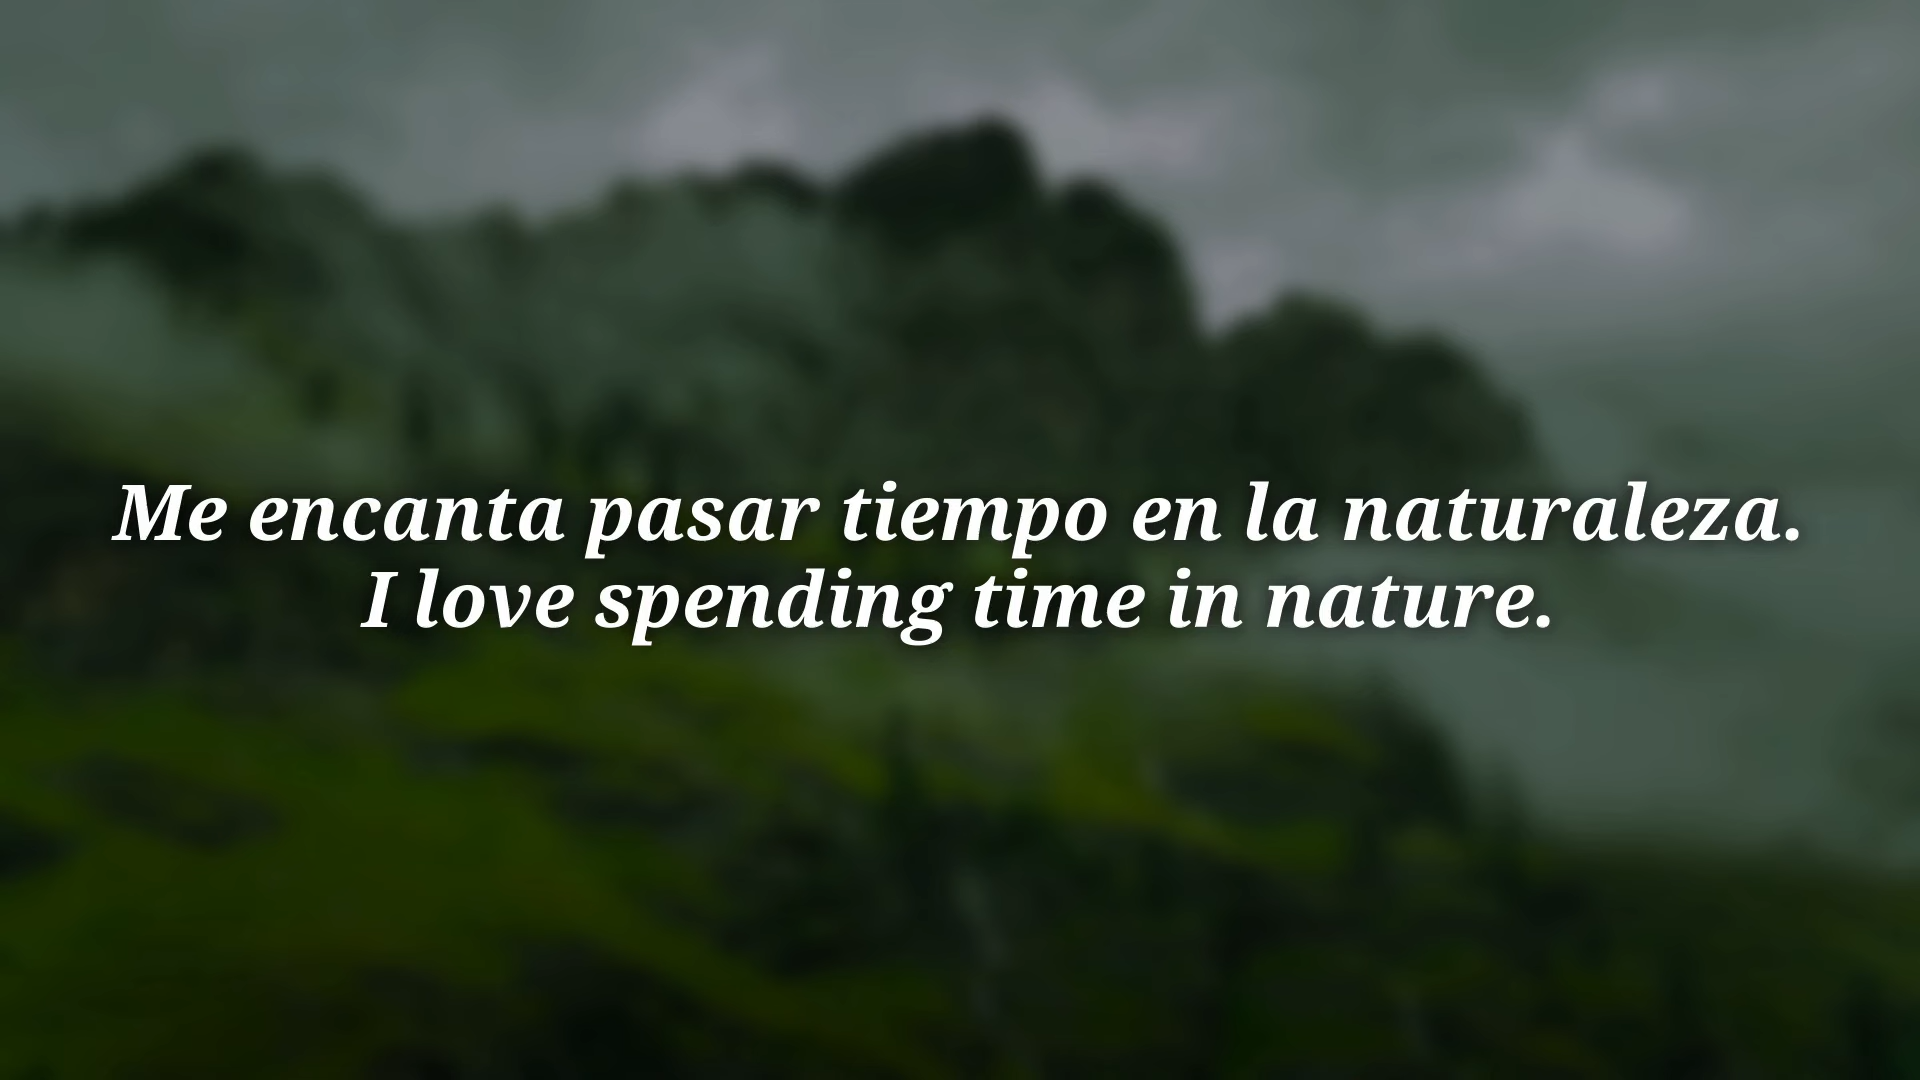 Me encanta pasar tiempo en la naturaleza.
I love spending time in nature.